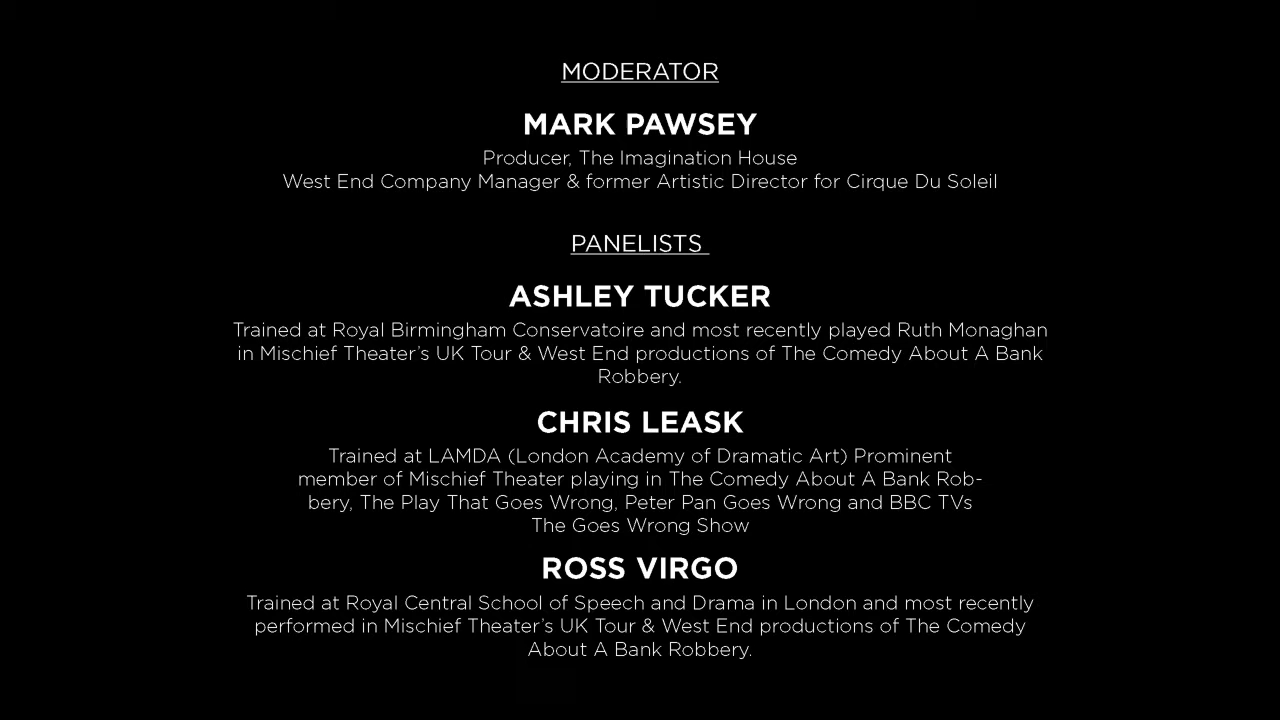 MODERATOR
MARK PAWSEY
Producer, The Imagination House
West End Company Manager & former Artistic Director for Cirque Du Soleil
PANELISTS
ASHLEY TUCKER
Trained at Royal Birmingham Conservatoire and most recently played Ruth Monaghan
in Mischief Theater's UK Tour & West End productions of The Comedy About A Bank
Robbery.
CHRIS LEASK
Trained at LAMDA (London Academy of Dramatic Art) Prominent
member of Mischief Theater playing in The Comedy About A Bank Rob-
bery, The Play That Goes Wrong, Peter Pan Goes Wrong and BBC TVs
The Goes Wrong Show
ROSS VIRGO
Trained at Royal Central School of Speech and Drama in London and most recently
performed in Mischief Theater's UK Tour & West End productions of The Comedy
About A Bank Robbery.